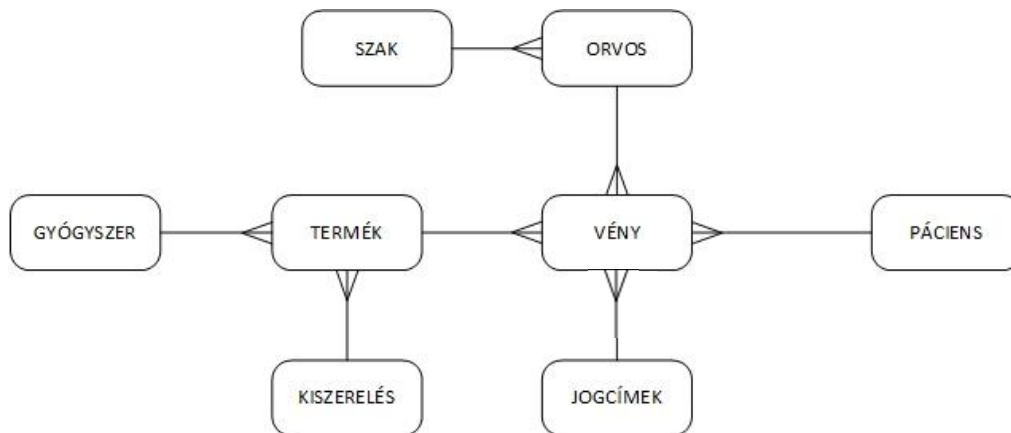 SZAK
ORVOS
GYÓGYSZER
TERMÉK
VÉNY
PÁCIENS
KISZERELÉS
JOGCÍMEK